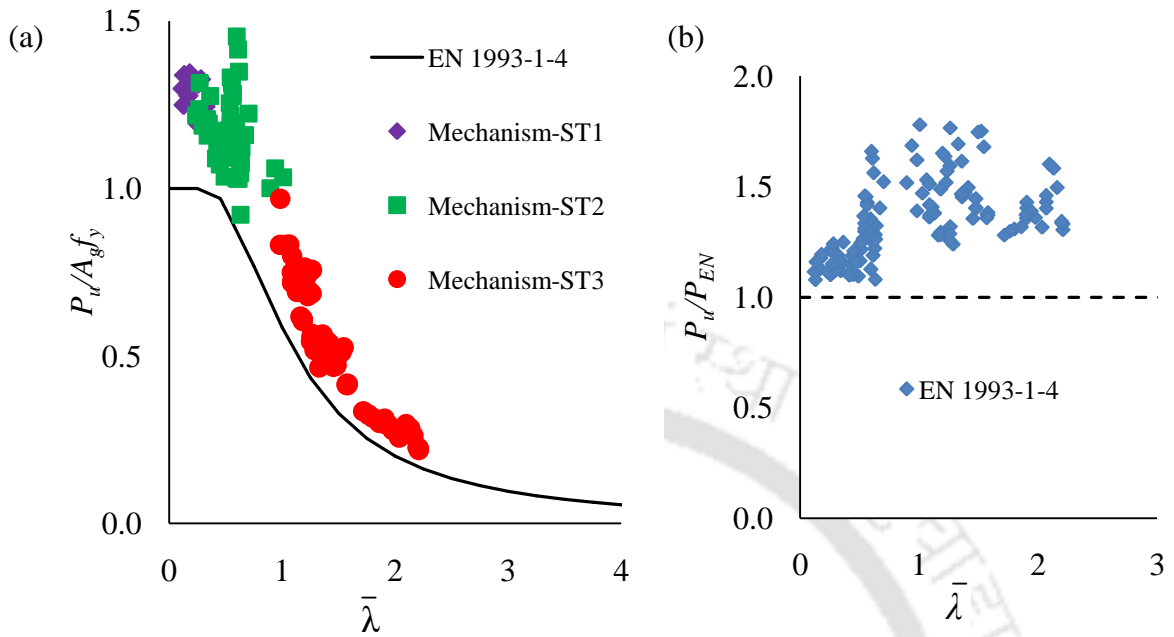 (a)
1.5
1.0
0.5
0.0
P_u/A_g f_y
0 1 2 3 4
λ̄
EN 1993-1-4
Mechanism-ST1
Mechanism-ST2
Mechanism-ST3
(b)
2.0
1.5
1.0
0.5
0.0
P_u/P_EN
0 1 2 3
λ̄
EN 1993-1-4